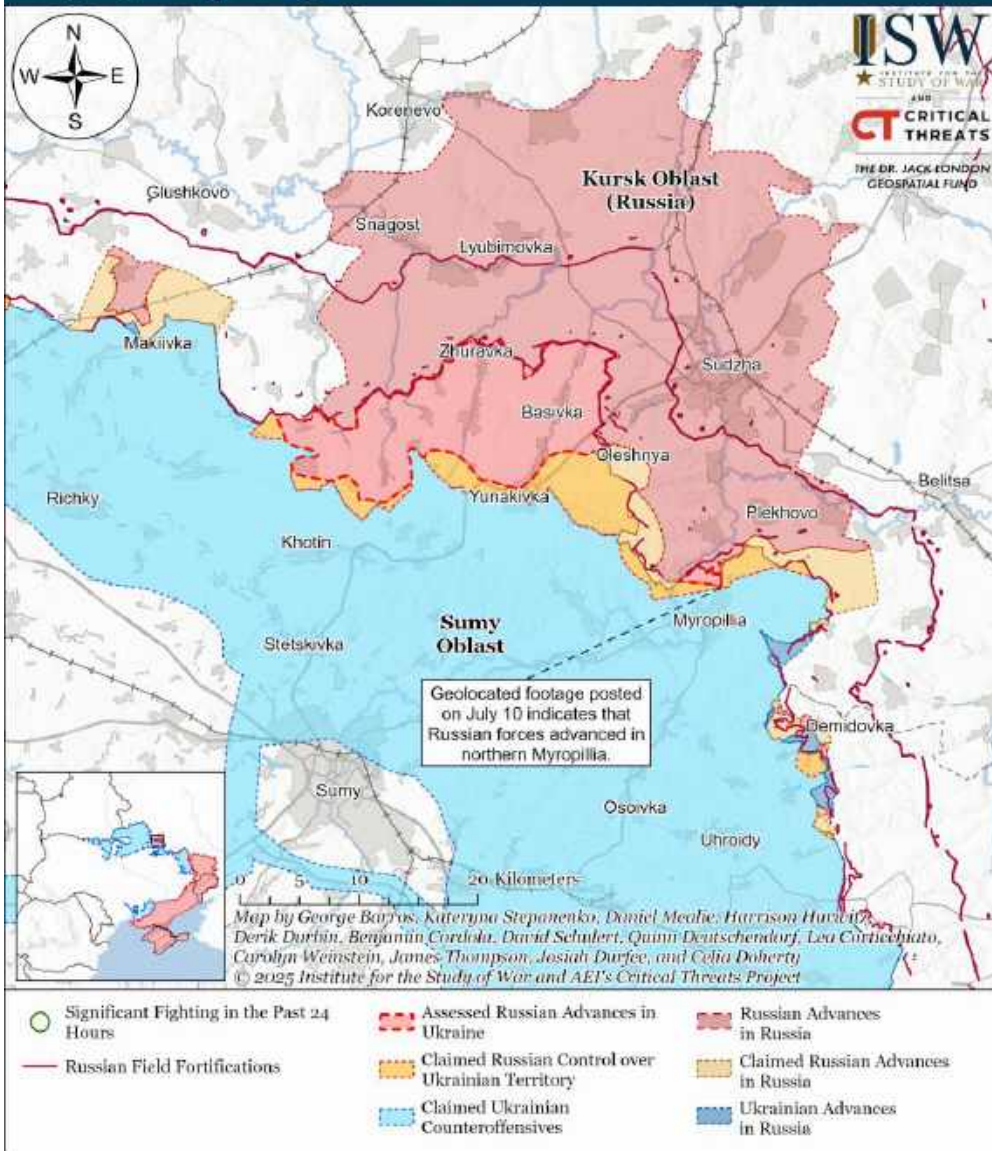 N
W E
S
ISW
INSTITUTE FOR THE
STUDY OF WAR
AND
CT CRITICAL
THREATS
THE DR. JACK LONDON
GEOSPATIAL FUND
Korenevo
Kursk Oblast
(Russia)
Glushkovo
Snagost
Lyubimovka
Makiivka
Zhuravka
Sudzha
Basivka
Oleshnya
Belitsa
Richky
Yunakivka
Plekhovo
Khotin
Myropillia
Sumy
Oblast
Stetskivka
Geolocated footage posted
on July 10 indicates that
Russian forces advanced in
northern Myropillia.
Demidovka
Sumy
Osoivka
Uhroidy
0 5 10 20 Kilometers
Map by George Barros, Kateryna Stepanenko, Daniel Mealie, Harrison Hurwitz,
Derik Durbin, Benjamin Cordola, David Schulert, Quinn Deutschendorf, Lea Corticchiato,
Carolyn Weinstein, James Thompson, Josiah Durfee, and Celia Doherty
© 2025 Institute for the Study of War and AEI's Critical Threats Project
Significant Fighting in the Past 24
Hours
Russian Field Fortifications
Assessed Russian Advances in
Ukraine
Claimed Russian Control over
Ukrainian Territory
Claimed Ukrainian
Counteroffensives
Russian Advances
in Russia
Claimed Russian Advances
in Russia
Ukrainian Advances
in Russia